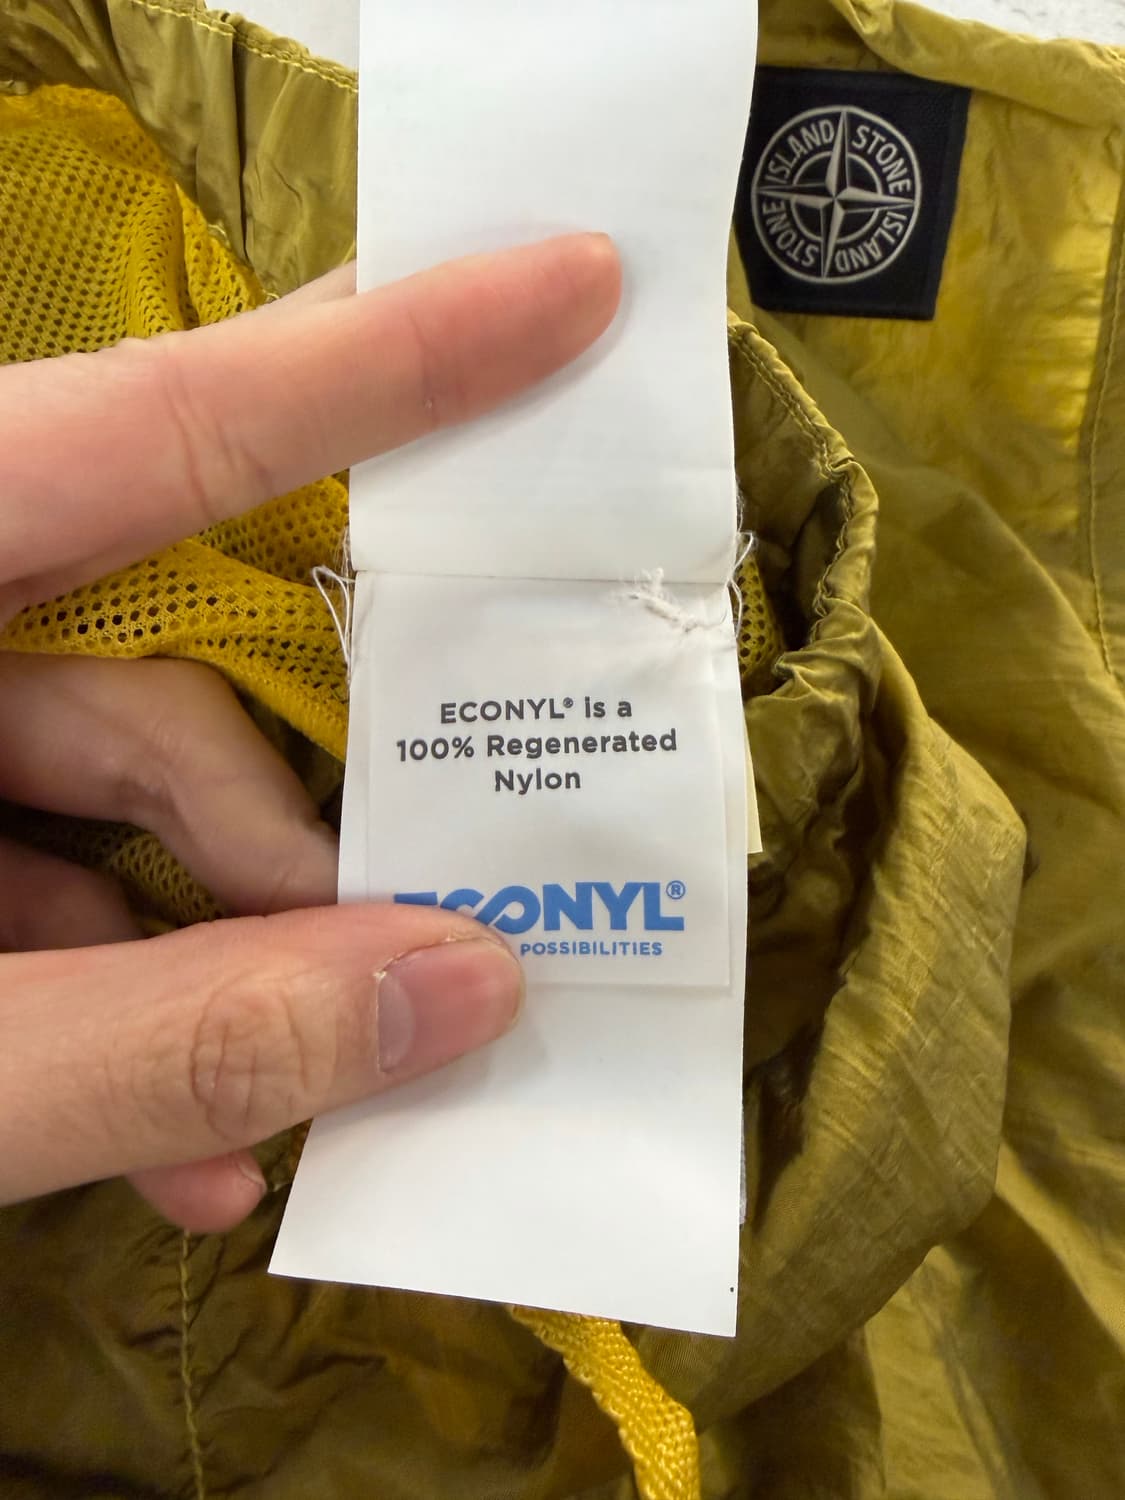 STONE ISLAND
STONE ISLAND
ECONYL® is a
100% Regenerated
Nylon
ECONYL®
POSSIBILITIES